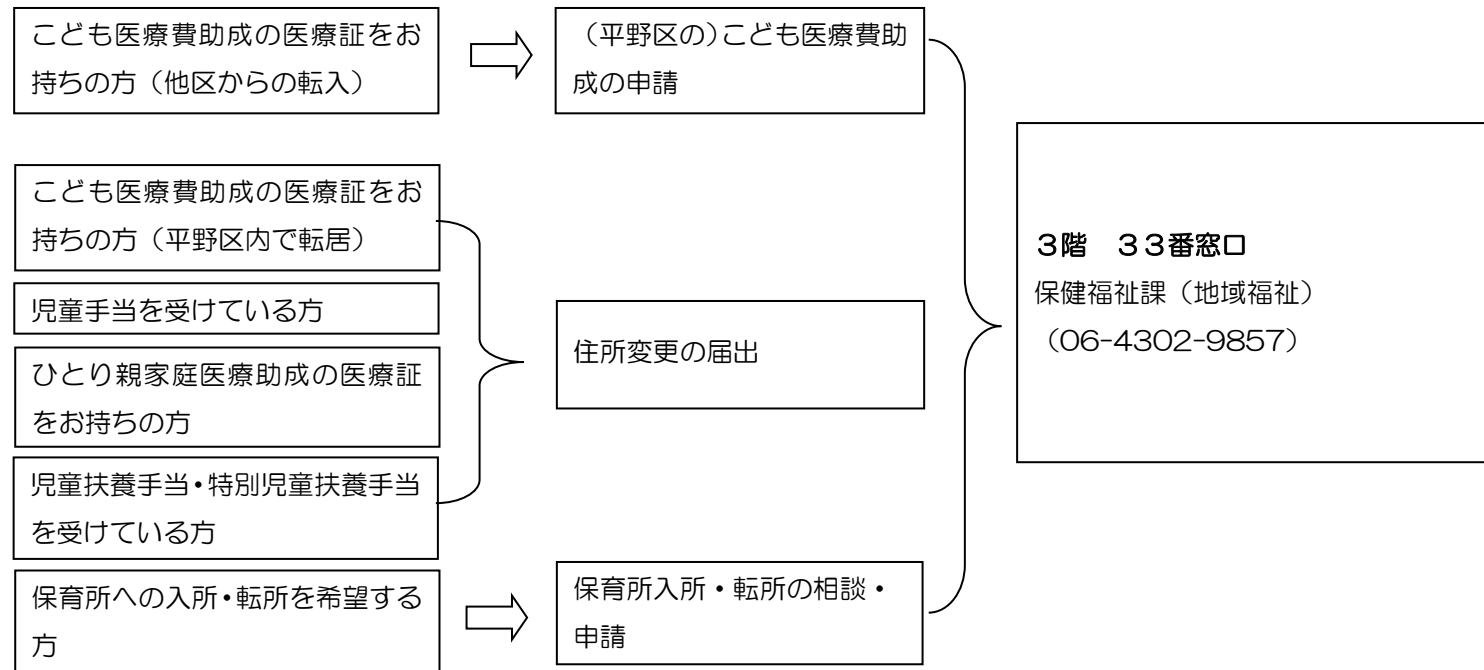 こども医療費助成の医療証をお
持ちの方（他区からの転入）
（平野区の）こども医療費助
成の申請
こども医療費助成の医療証をお
持ちの方（平野区内で転居）
児童手当を受けている方
ひとり親家庭医療助成の医療証
をお持ちの方
児童扶養手当・特別児童扶養手当
を受けている方
住所変更の届出
保育所への入所・転所を希望する
方
保育所入所・転所の相談・
申請
３階　３３番窓口
保健福祉課（地域福祉）
（06-4302-9857）